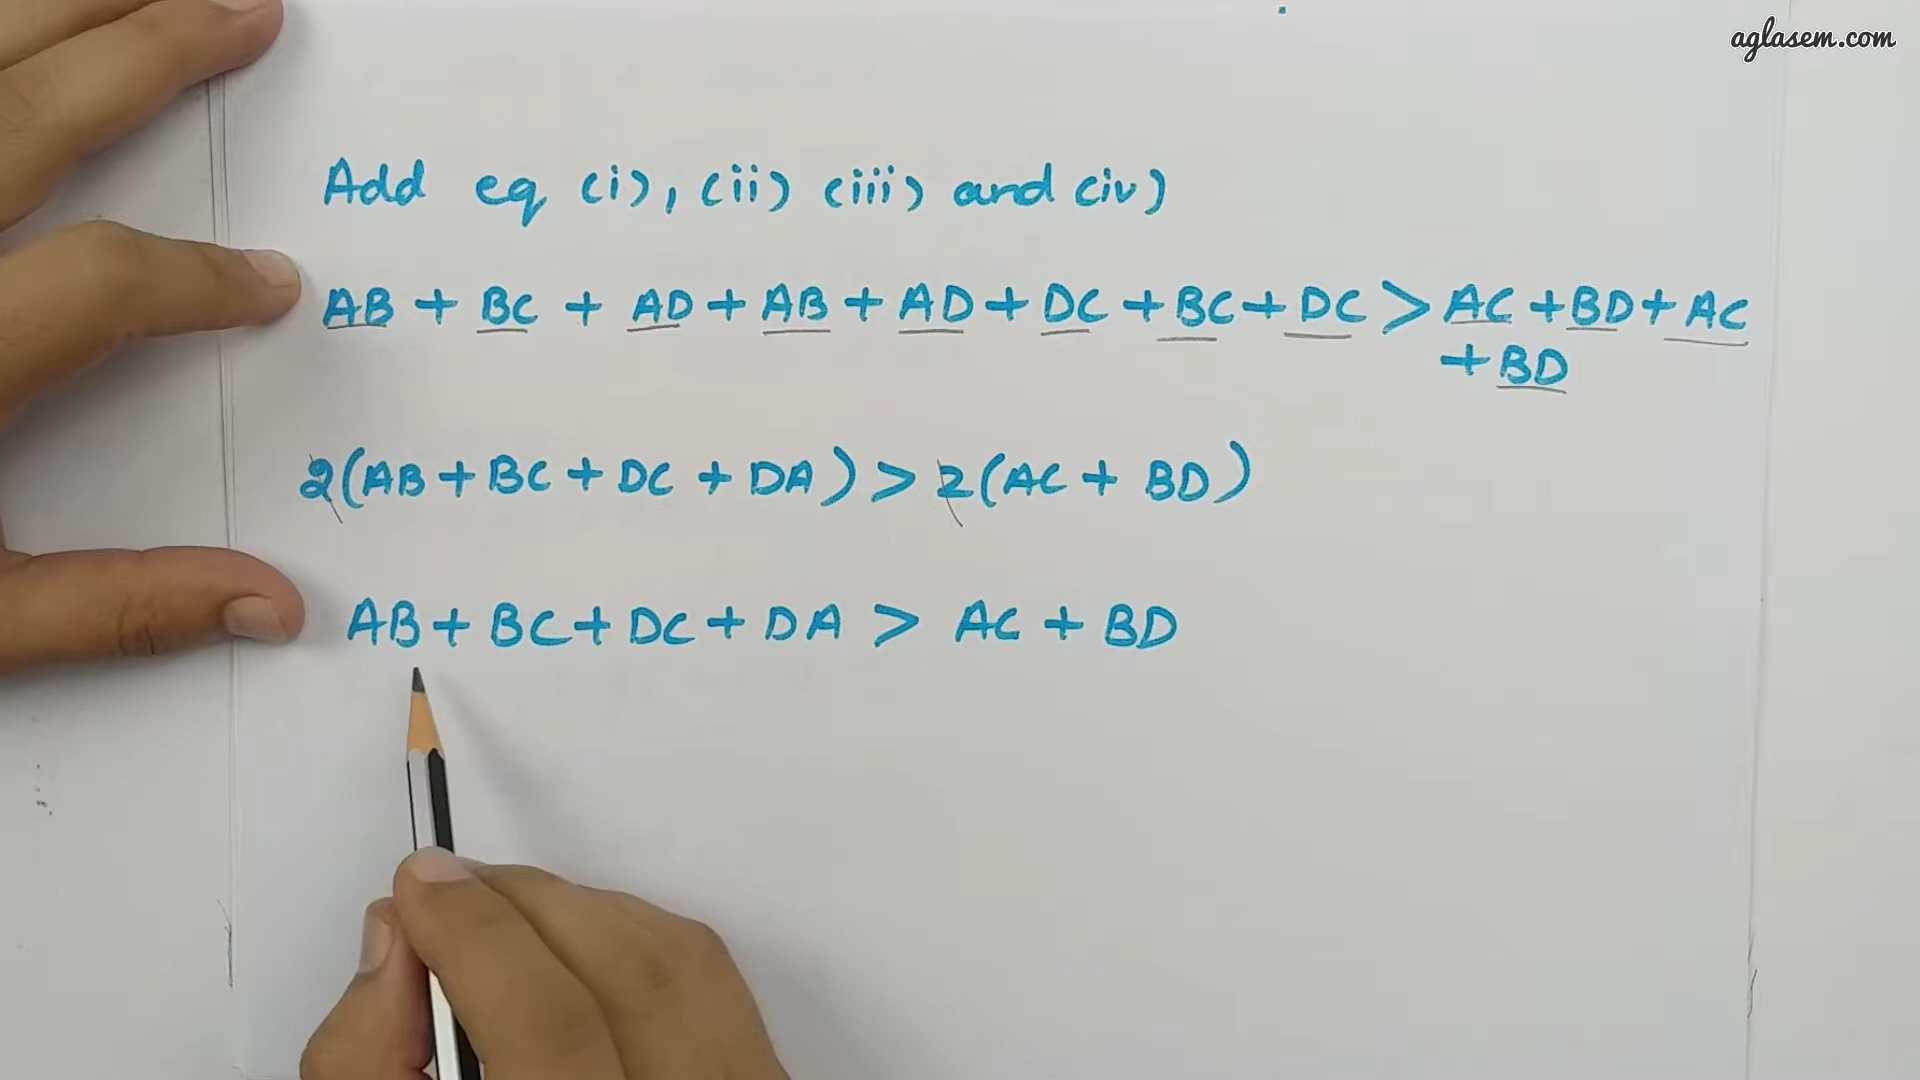 aglasem.com
Add eq (i), (ii) (iii) and (iv)
AB + BC + AD + AB + AD + DC + BC + DC > AC + BD + AC
+ BD
2(AB + BC + DC + DA) > 2(AC + BD)
AB + BC + DC + DA > AC + BD